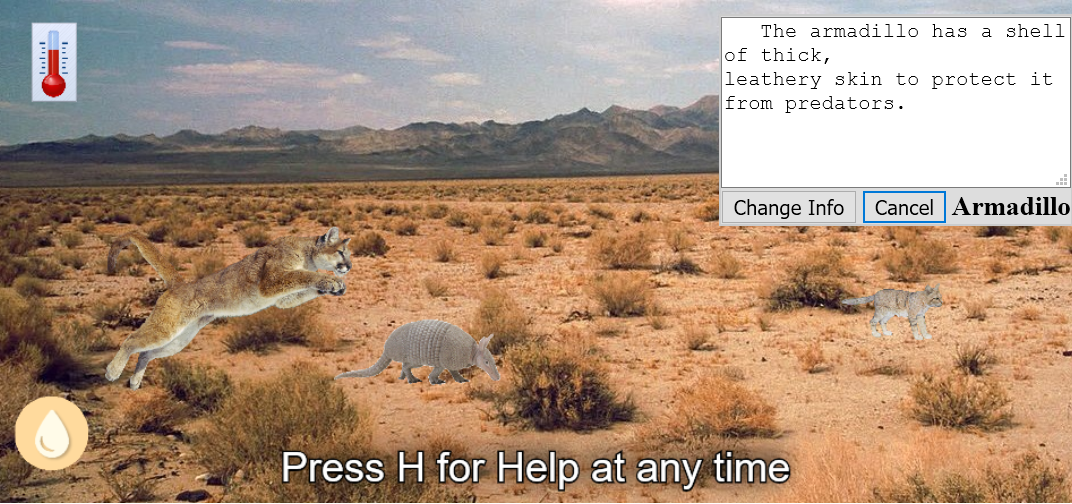 The armadillo has a shell
of thick,
leathery skin to protect it
from predators.
Change Info
Cancel
Armadillo
Press H for Help at any time